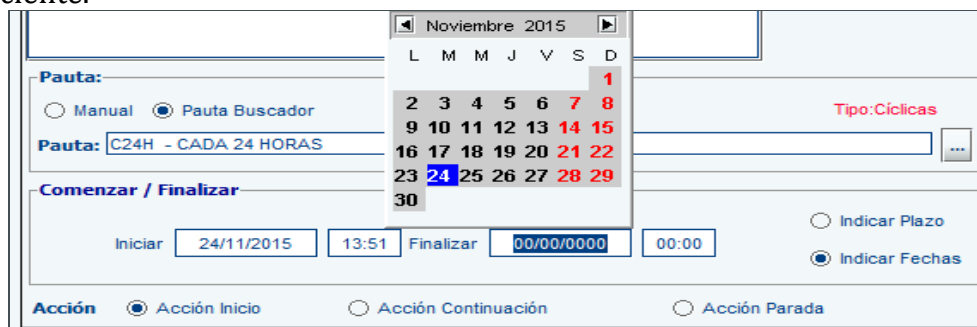 Noviembre 2015
L M M J V S D
1
2 3 4 5 6 7 8
9 10 11 12 13 14 15
16 17 18 19 20 21 22
23 24 25 26 27 28 29
30
Pauta:
Manual Pauta Buscador Tipo:Cíclicas
Pauta: C24H - CADA 24 HORAS ...
Comenzar / Finalizar
Indicar Plazo
Iniciar 24/11/2015 13:51 Finalizar 00/00/0000 00:00
Indicar Fechas
Acción Acción Inicio Acción Continuación Acción Parada